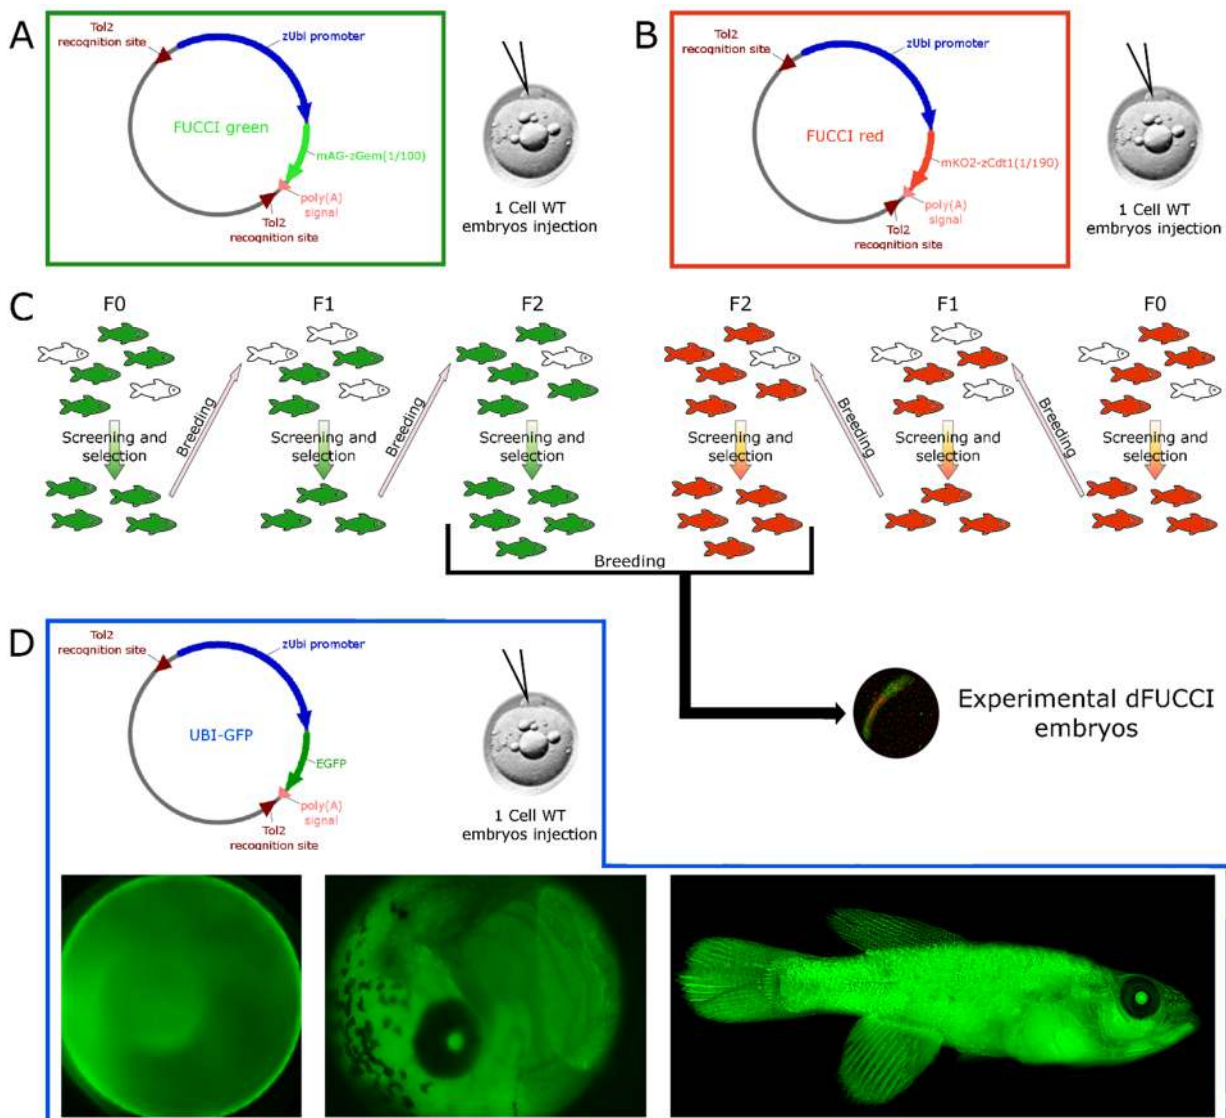 A
Tol2
recognition site
zUbi promoter
FUCCI green
mAG-zGem(1/100)
poly(A)
signal
Tol2
recognition site
1 Cell WT
embryos injection
B
Tol2
recognition site
zUbi promoter
FUCCI red
mKO2-zCdt1(1/190)
poly(A)
signal
Tol2
recognition site
1 Cell WT
embryos injection
C
F0
F1
F2
F2
F1
F0
Screening and
selection
Breeding
Screening and
selection
Breeding
Screening and
selection
Screening and
selection
Breeding
Screening and
selection
Breeding
Screening and
selection
Breeding
Experimental dFUCCI
embryos
D
Tol2
recognition site
zUbi promoter
UBI-GFP
EGFP
poly(A)
signal
Tol2
recognition site
1 Cell WT
embryos injection